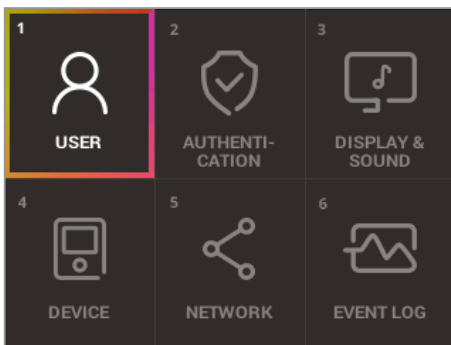 1
USER
2
AUTHENTI-
CATION
3
DISPLAY &
SOUND
4
DEVICE
5
NETWORK
6
EVENT LOG